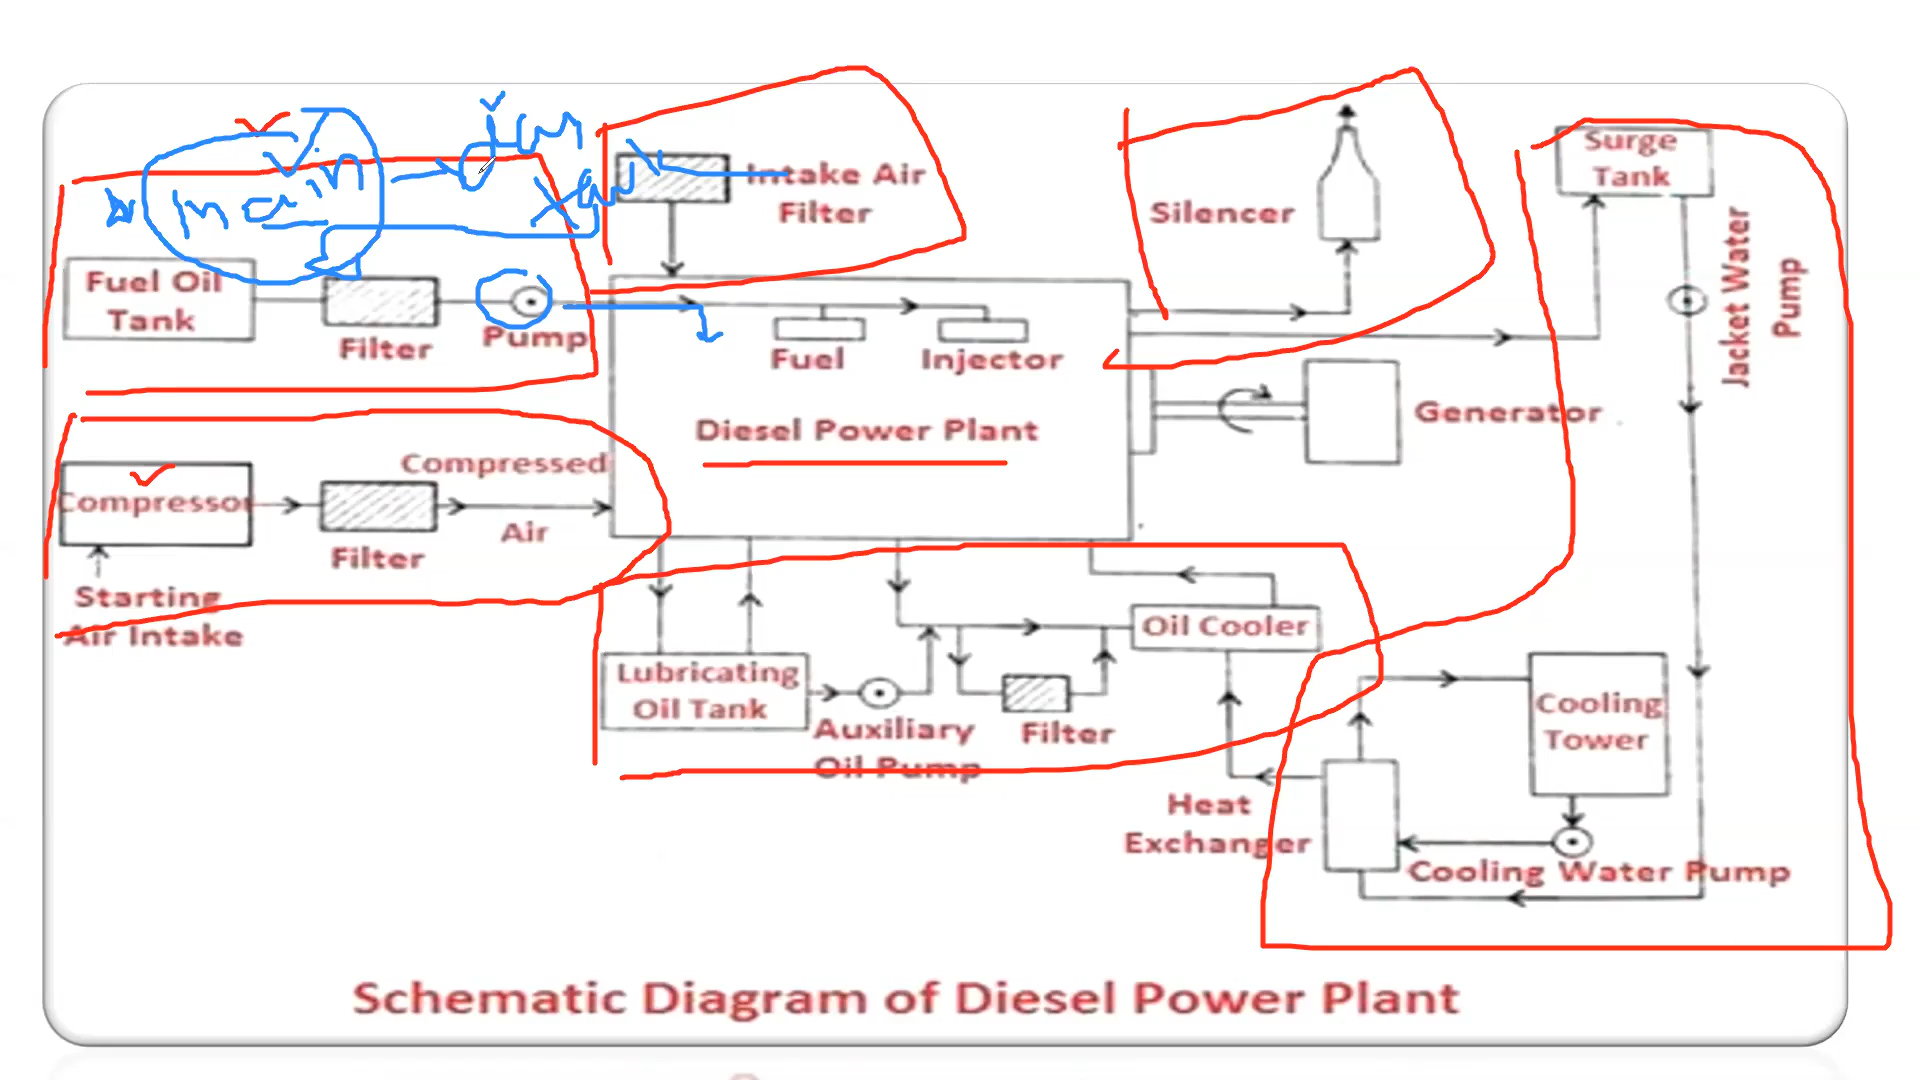 main
Intake Air
Filter
Silencer
Surge
Tank
Jacket Water
Pump
Fuel Oil
Tank
Filter
Pump
Fuel
Injector
Diesel Power Plant
Generator
Compressor
Compressed
Air
Filter
Starting
Air Intake
Oil Cooler
Lubricating
Oil Tank
Auxiliary
Oil Pump
Filter
Cooling
Tower
Heat
Exchanger
Cooling Water Pump
Schematic Diagram of Diesel Power Plant